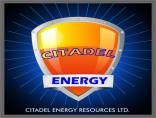 CITADEL
ENERGY
CITADEL ENERGY RESOURCES LTD.